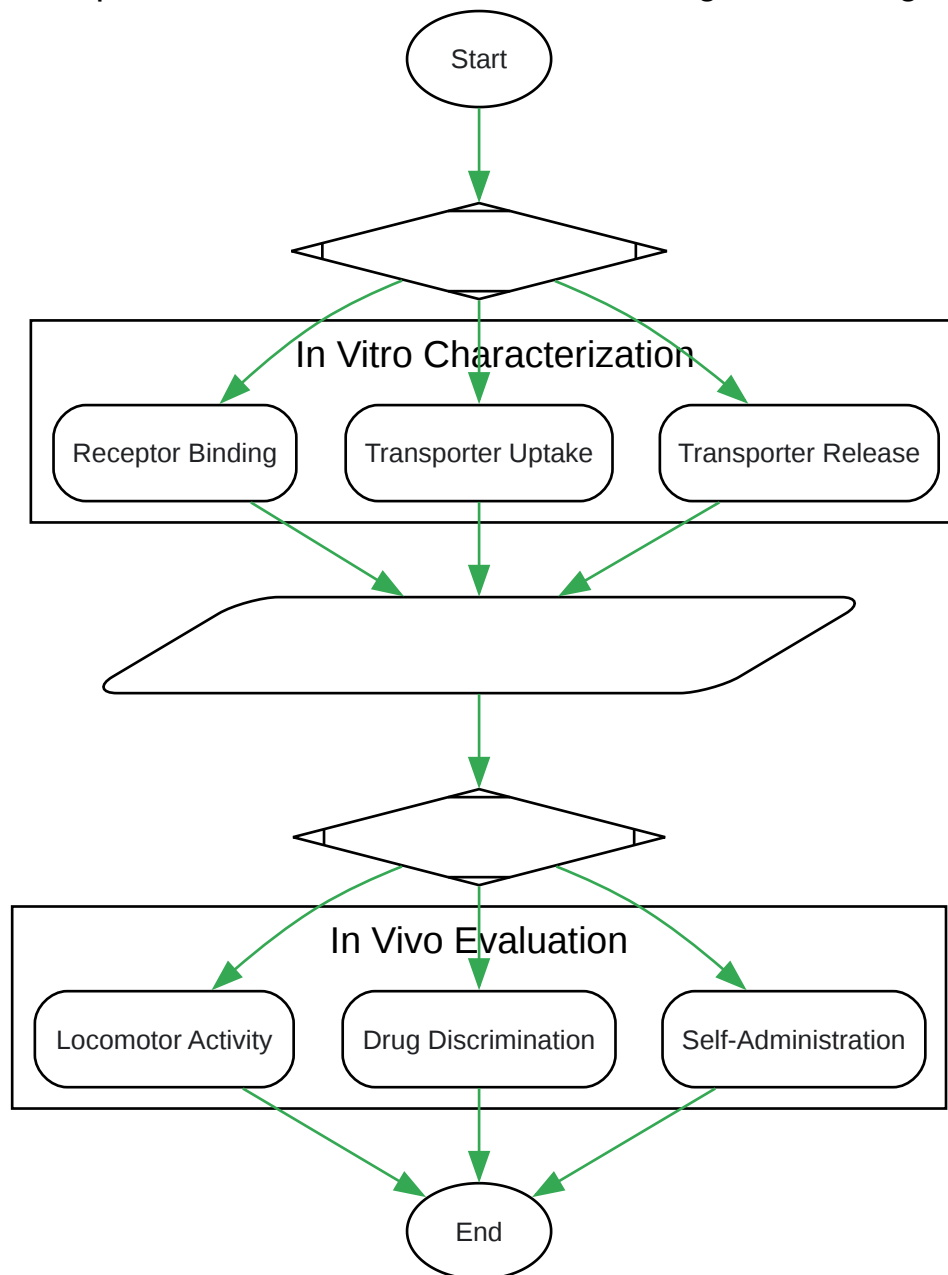 Start
In Vitro Characterization
Receptor Binding
Transporter Uptake
Transporter Release
In Vivo Evaluation
Locomotor Activity
Drug Discrimination
Self-Administration
End